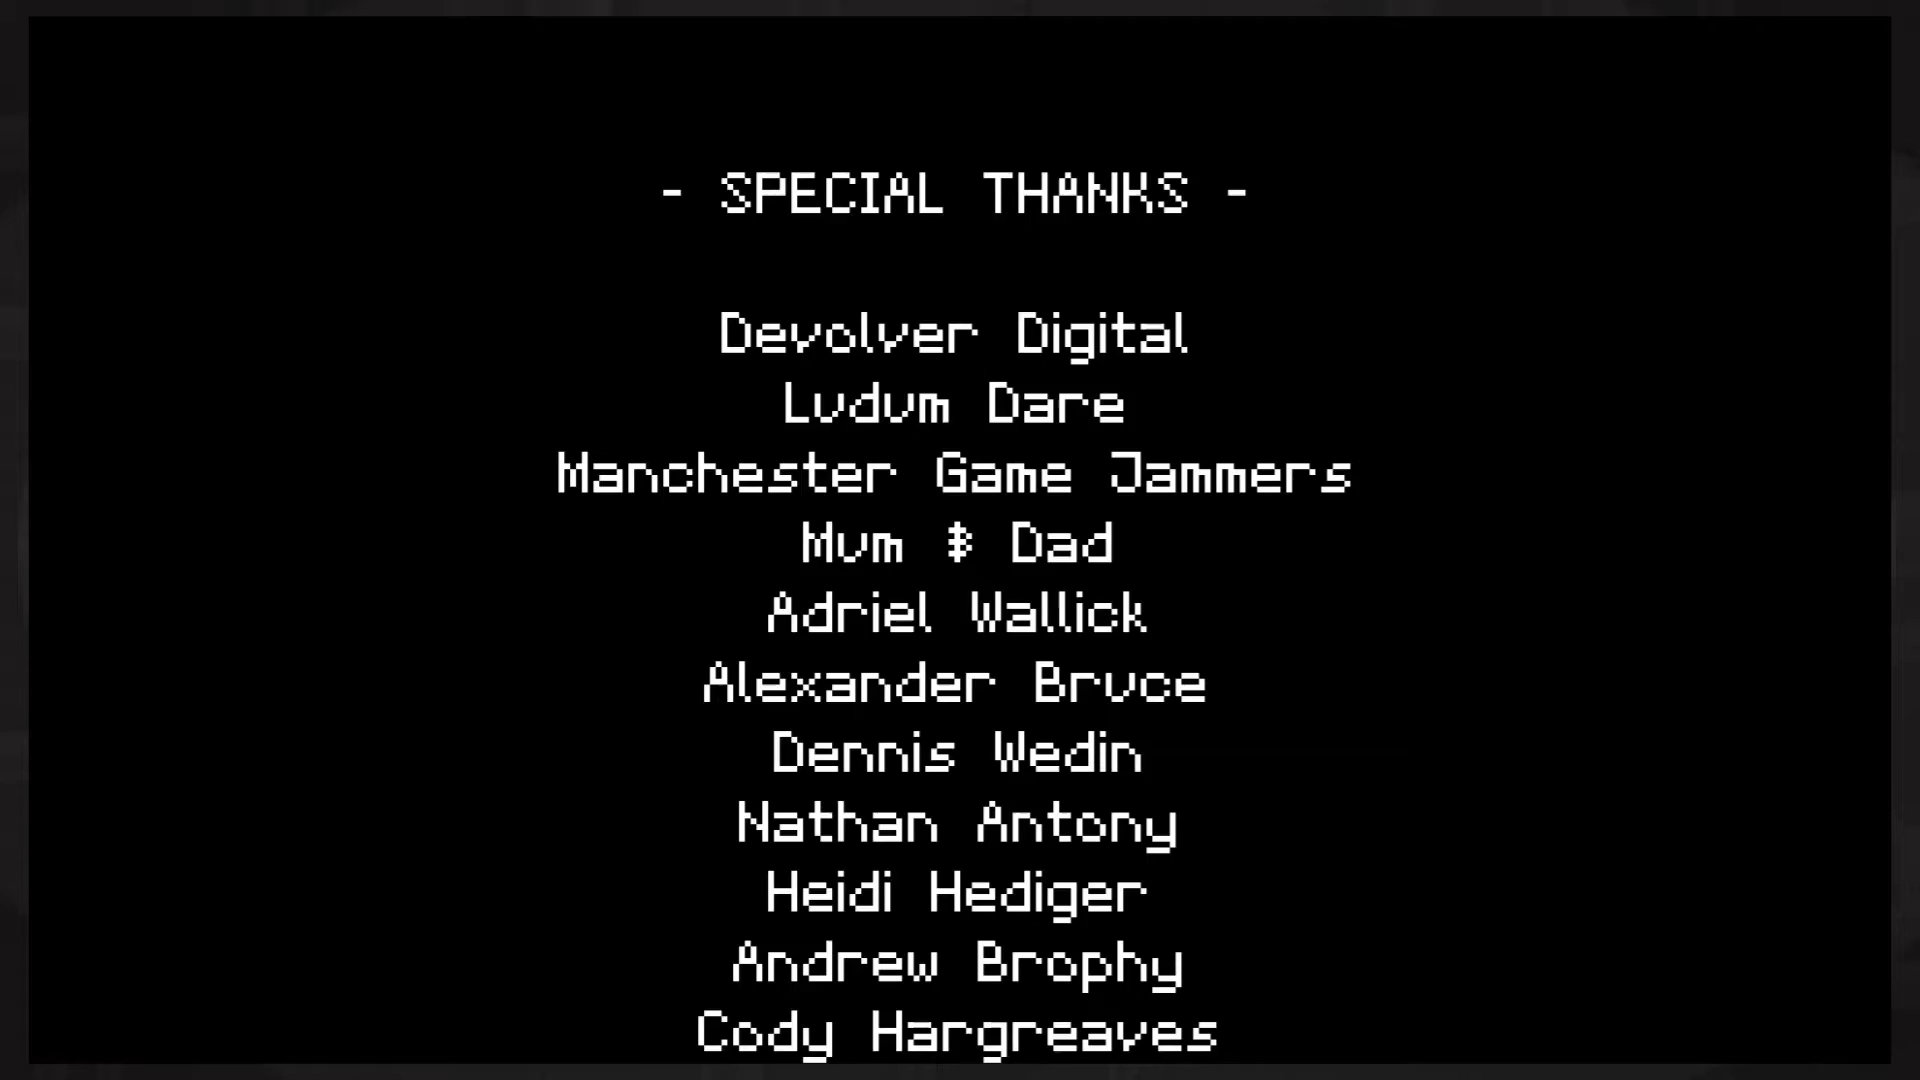 - SPECIAL THANKS -
Devolver Digital
Ludum Dare
Manchester Game Jammers
Mum & Dad
Adriel Wallick
Alexander Bruce
Dennis Wedin
Nathan Antony
Heidi Hediger
Andrew Brophy
Cody Hargreaves